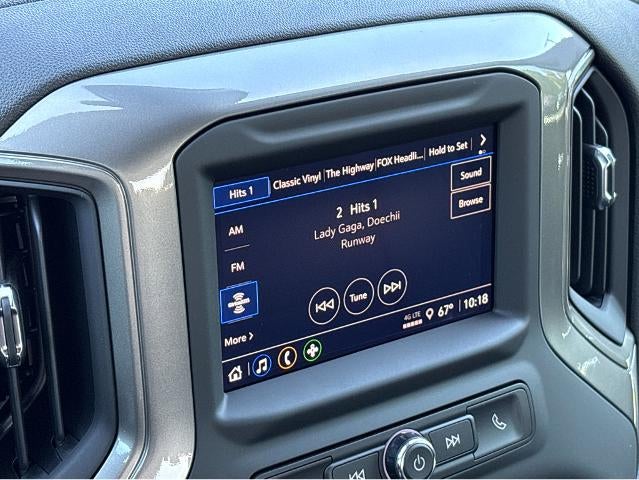 Hits 1 Classic Vinyl The Highway FOX Headli... Hold to Set
Sound
AM
2 Hits 1
Browse
Lady Gaga, Doechii
FM
Runway
Tune
More
4G LTE 67° 10:18